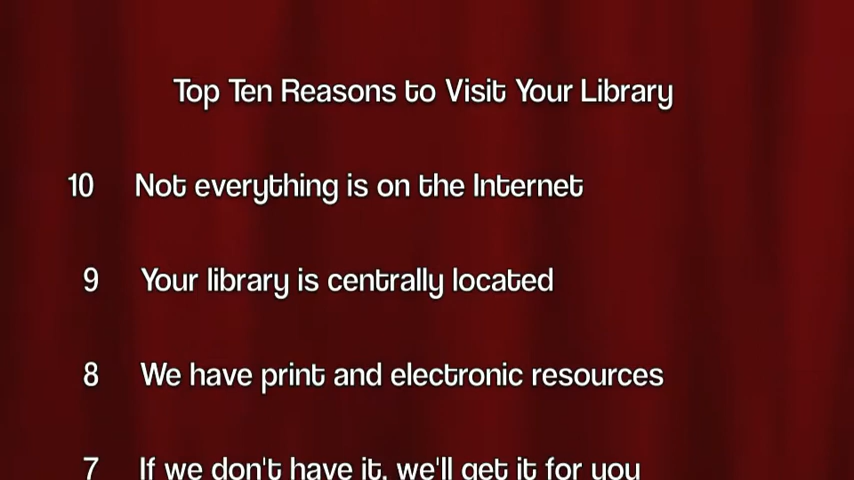 Top Ten Reasons to Visit Your Library
10 Not everything is on the Internet
9 Your library is centrally located
8 We have print and electronic resources
7 If we don't have it, we'll get it for you